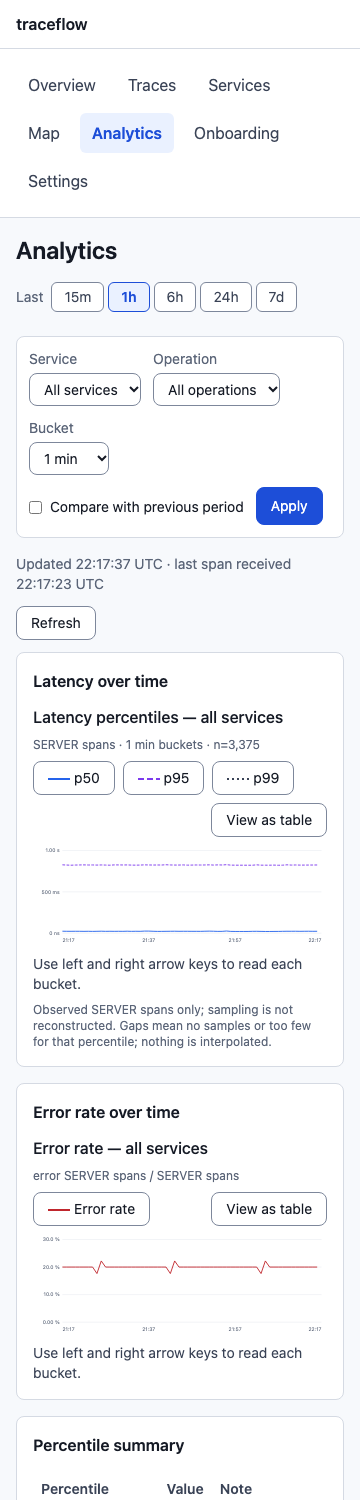 traceflow
Overview Traces Services
Map Analytics Onboarding
Settings
Analytics
Last 15m 1h 6h 24h 7d
Service Operation
All services All operations
Bucket
1 min
Compare with previous period Apply
Updated 22:17:37 UTC · last span received
22:17:23 UTC
Refresh
Latency over time
Latency percentiles — all services
SERVER spans · 1 min buckets · n=3,375
p50 p95 p99
View as table
1.00 s
500 ms
0 ns
21:17 21:37 21:57 22:17
Use left and right arrow keys to read each
bucket.
Observed SERVER spans only; sampling is not
reconstructed. Gaps mean no samples or too few
for that percentile; nothing is interpolated.
Error rate over time
Error rate — all services
error SERVER spans / SERVER spans
Error rate View as table
30.0 %
20.0 %
10.0 %
0.00 %
21:17 21:37 21:57 22:17
Use left and right arrow keys to read each
bucket.
Percentile summary
Percentile Value Note